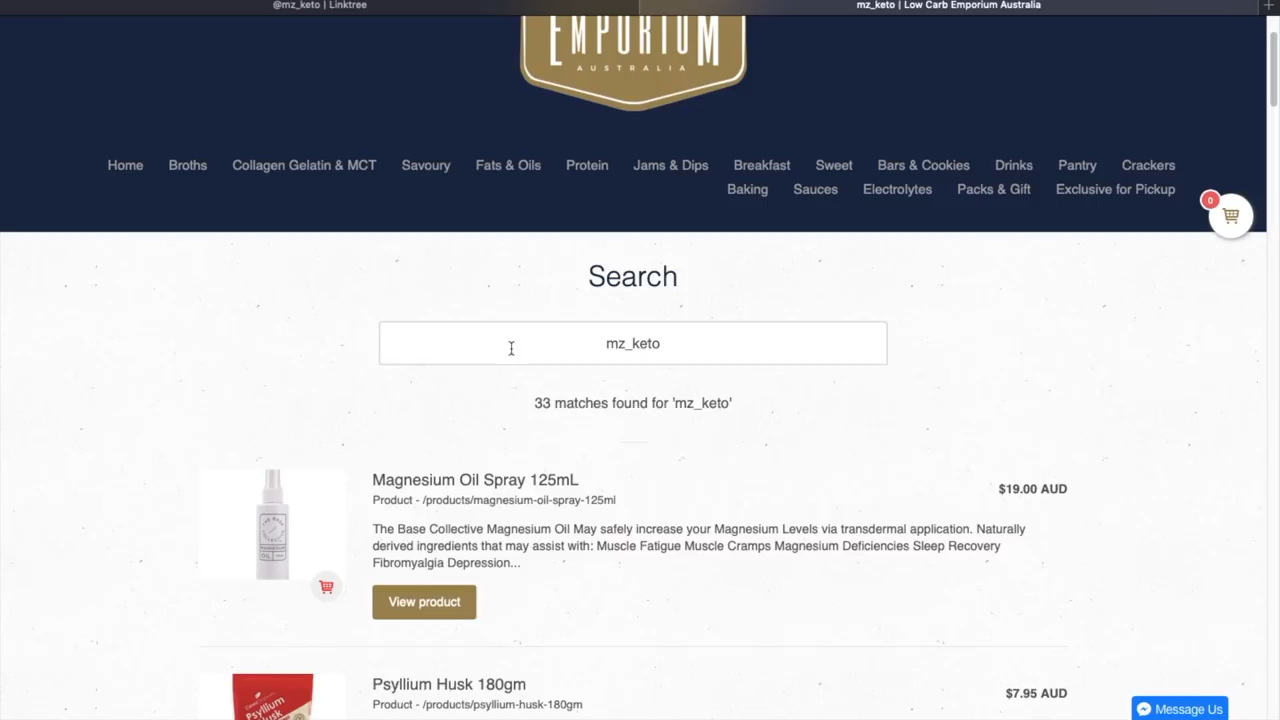 @mz_keto | Linktree
mz_keto | Low Carb Emporium Australia
EMPORIUM
AUSTRALIA
Home Broths Collagen Gelatin & MCT Savoury Fats & Oils Protein Jams & Dips Breakfast Sweet Bars & Cookies Drinks Pantry Crackers
Baking Sauces Electrolytes Packs & Gift Exclusive for Pickup
0
Search
mz_keto
33 matches found for 'mz_keto'
Magnesium Oil Spray 125mL
$19.00 AUD
Product - /products/magnesium-oil-spray-125ml
The Base Collective Magnesium Oil May safely increase your Magnesium Levels via transdermal application. Naturally
derived ingredients that may assist with: Muscle Fatigue Muscle Cramps Magnesium Deficiencies Sleep Recovery
Fibromyalgia Depression...
OIL
View product
Psyllium Husk 180gm
$7.95 AUD
Product - /products/psyllium-husk-180gm
Psyllium
Husk
Message Us